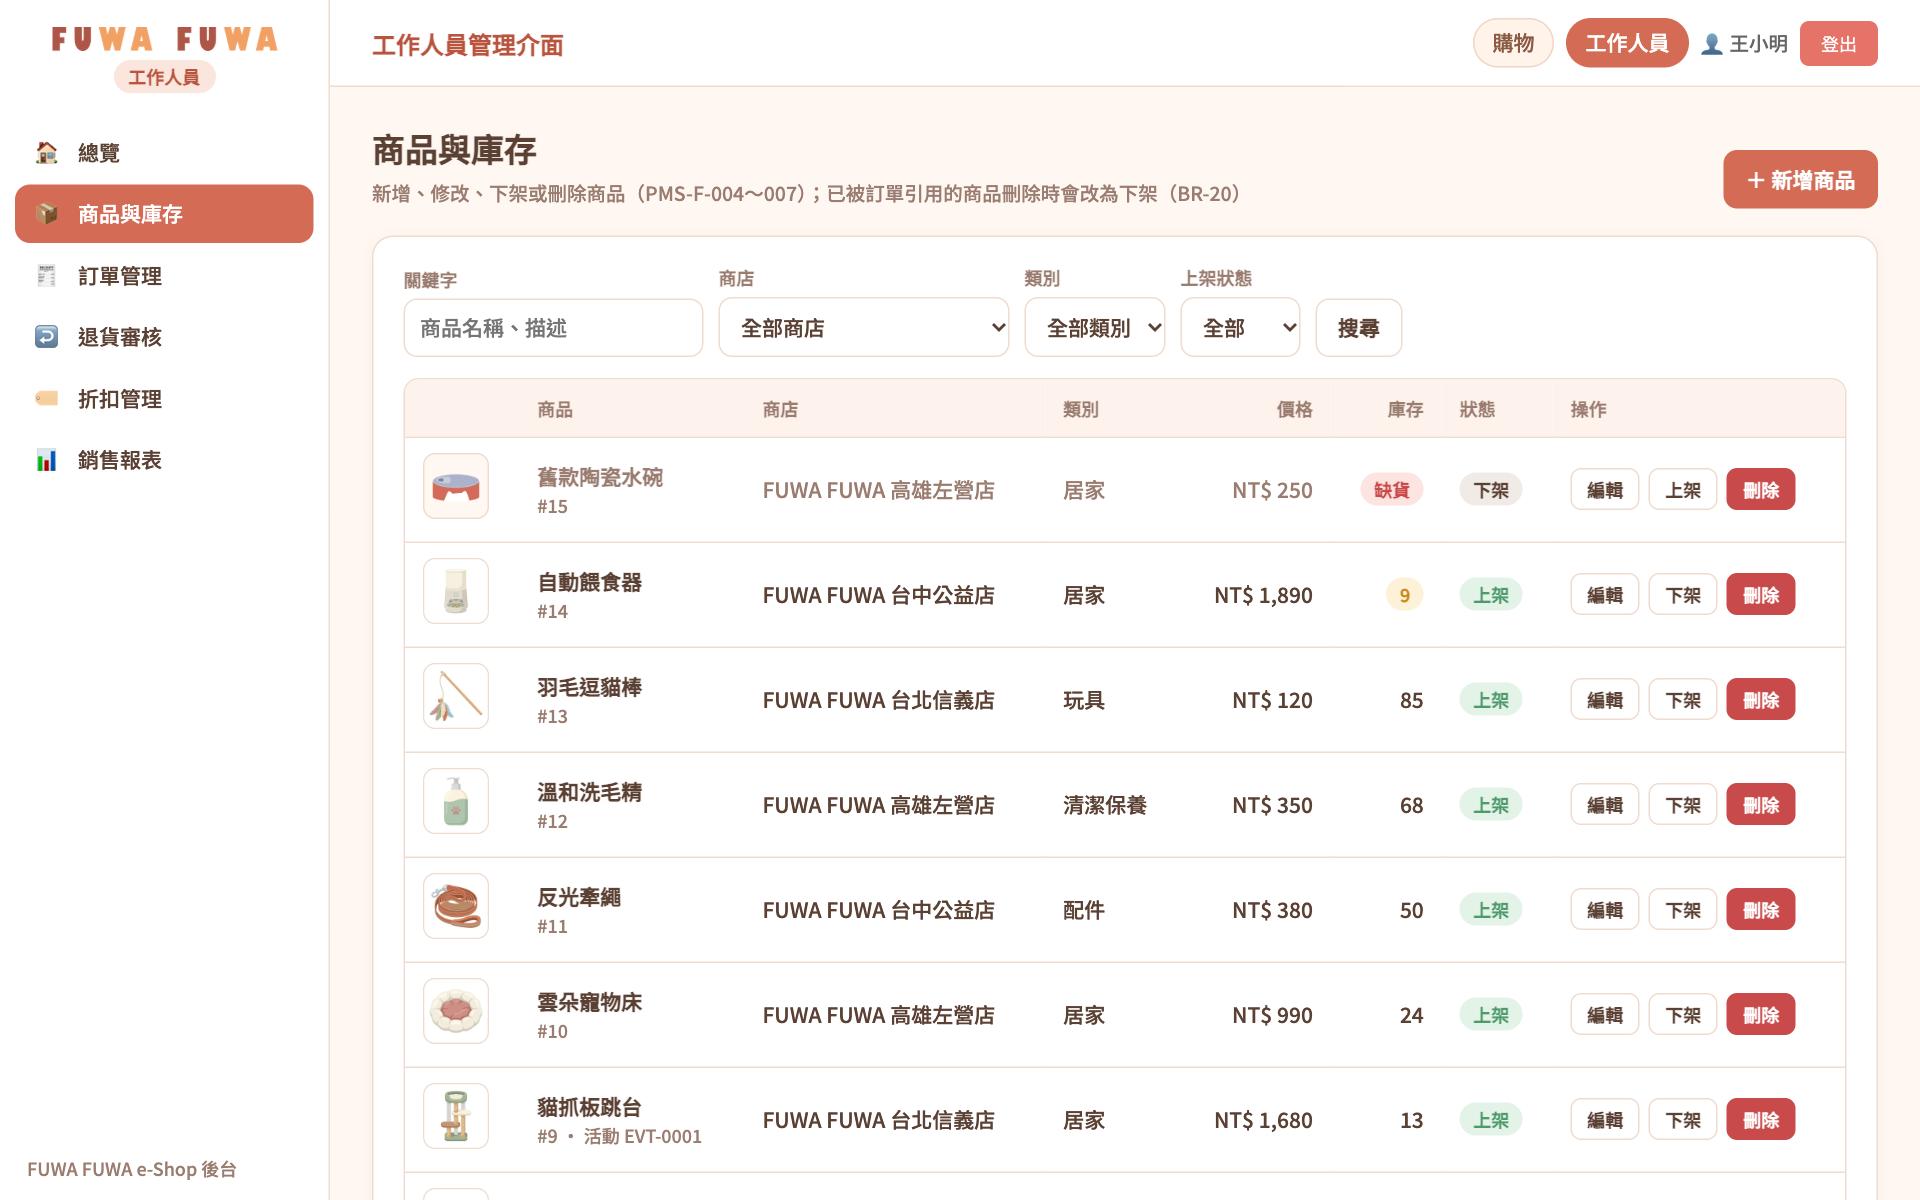 FUWA FUWA
工作人員
總覽
商品與庫存
訂單管理
退貨審核
折扣管理
銷售報表
FUWA FUWA e-Shop 後台
工作人員管理介面
購物
工作人員
王小明
登出
商品與庫存
新增、修改、下架或刪除商品（PMS-F-004～007）；已被訂單引用的商品刪除時會改為下架（BR-20）
＋ 新增商品
關鍵字
商品名稱、描述
商店
全部商店
類別
全部類別
上架狀態
全部
搜尋
商品 商店 類別 價格 庫存 狀態 操作
舊款陶瓷水碗
#15
FUWA FUWA 高雄左營店 居家 NT$ 250 缺貨 下架 編輯 上架 刪除
自動餵食器
#14
FUWA FUWA 台中公益店 居家 NT$ 1,890 9 上架 編輯 下架 刪除
羽毛逗貓棒
#13
FUWA FUWA 台北信義店 玩具 NT$ 120 85 上架 編輯 下架 刪除
溫和洗毛精
#12
FUWA FUWA 高雄左營店 清潔保養 NT$ 350 68 上架 編輯 下架 刪除
反光牽繩
#11
FUWA FUWA 台中公益店 配件 NT$ 380 50 上架 編輯 下架 刪除
雲朵寵物床
#10
FUWA FUWA 高雄左營店 居家 NT$ 990 24 上架 編輯 下架 刪除
貓抓板跳台
#9 • 活動 EVT-0001
FUWA FUWA 台北信義店 居家 NT$ 1,680 13 上架 編輯 下架 刪除